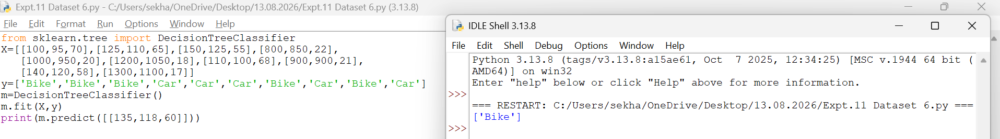 Expt.11 Dataset 6.py - C:/Users/sekha/OneDrive/Desktop/13.08.2026/Expt.11 Dataset 6.py (3.13.8)
File Edit Format Run Options Window Help
from sklearn.tree import DecisionTreeClassifier
X=[[100,95,70],[125,110,65],[150,125,55],[800,850,22],
[1000,950,20],[1200,1050,18],[110,100,68],[900,900,21],
[140,120,58],[1300,1100,17]]
y=['Bike','Bike','Bike','Car','Car','Car','Bike','Car','Bike','Car']
m=DecisionTreeClassifier()
m.fit(X,y)
print(m.predict([[135,118,60]]))
IDLE Shell 3.13.8
File Edit Shell Debug Options Window Help
Python 3.13.8 (tags/v3.13.8:a15ae61, Oct  7 2025, 12:34:25) [MSC v.1944 64 bit (
AMD64)] on win32
Enter "help" below or click "Help" above for more information.
>>>
=== RESTART: C:/Users/sekha/OneDrive/Desktop/13.08.2026/Expt.11 Dataset 6.py ===
['Bike']
>>>